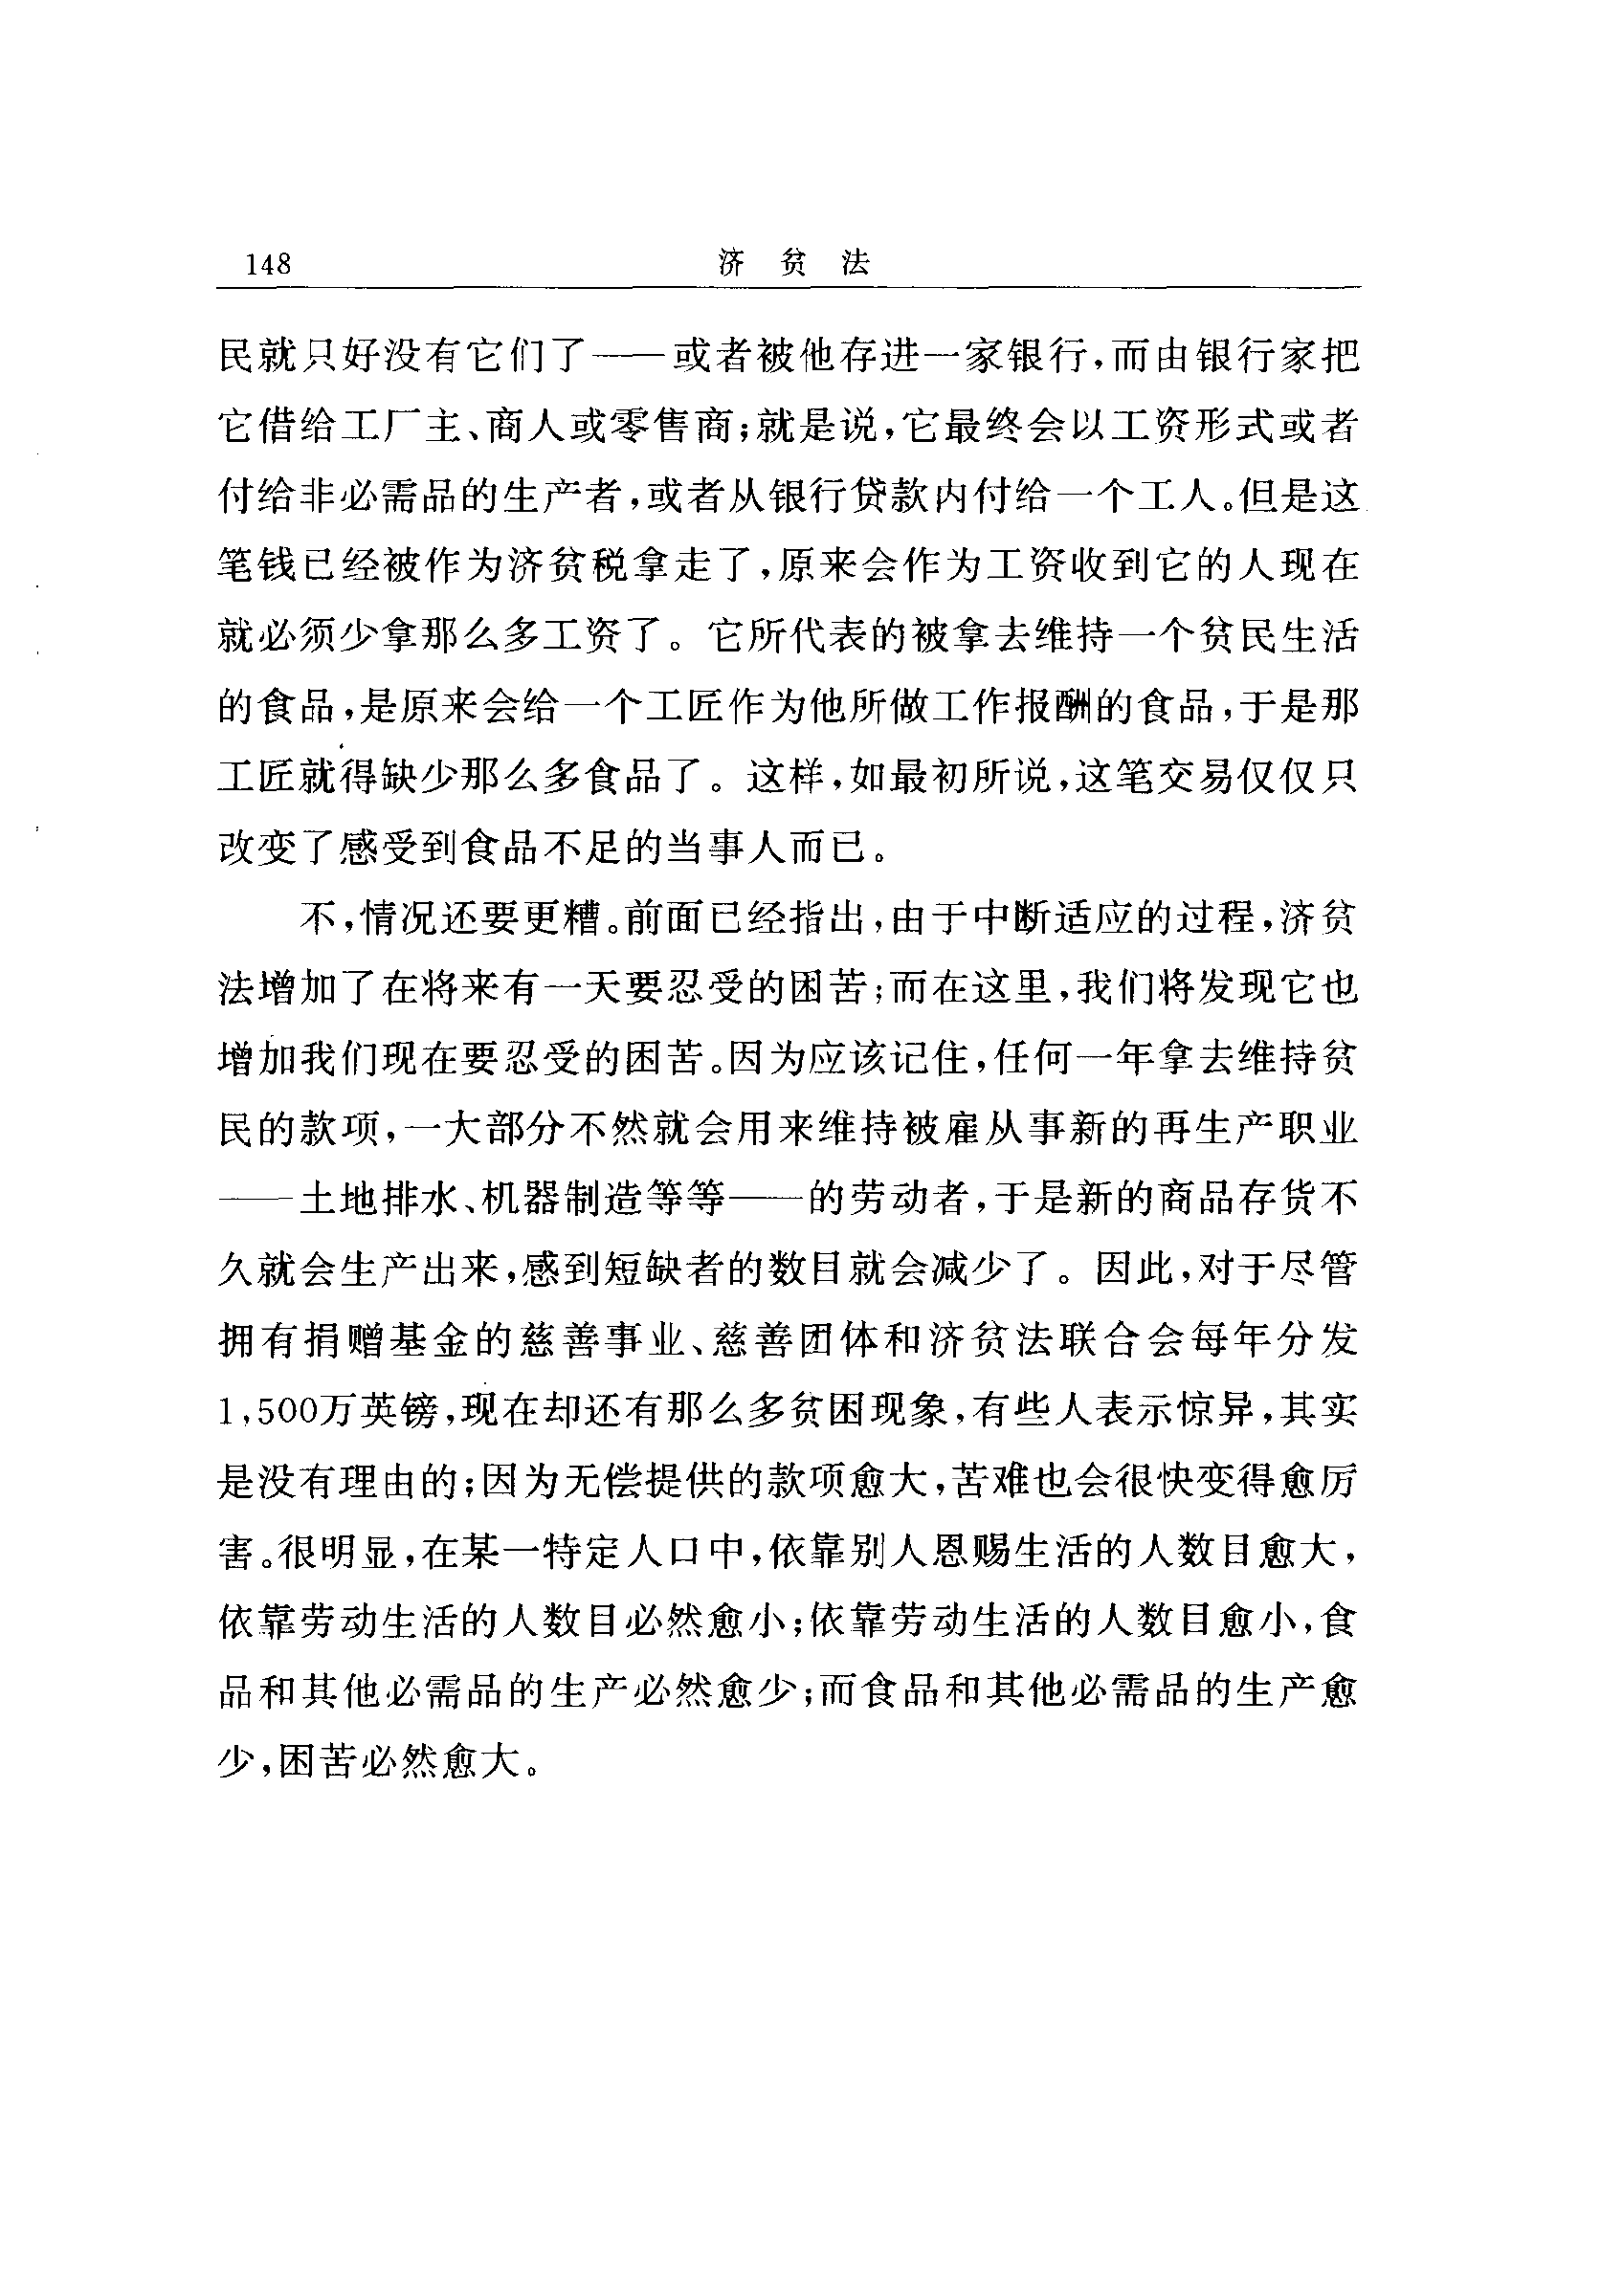 148 济贫法
民就只好没有它们了——或者被他存进一家银行,而由银行家把
它借给工厂主、商人或零售商;就是说,它最终会以工资形式或者
付给非必需品的生产者,或者从银行贷款内付给一个工人。但是这
笔钱已经被作为济贫税拿走了,原来会作为工资收到它的人现在
就必须少拿那么多工资了。它所代表的被拿去维持一个贫民生活
的食品,是原来会给一个工匠作为他所做工作报酬的食品,于是那
工匠就得缺少那么多食品了。这样,如最初所说,这笔交易仅仅只
改变了感受到食品不足的当事人而已。
不,情况还要更糟。前面已经指出,由于中断适应的过程,济贫
法增加了在将来有一天要忍受的困苦;而在这里,我们将发现它也
增加我们现在要忍受的困苦。因为应该记住,任何一年拿去维持贫
民的款项,一大部分不然就会用来维持被雇从事新的再生产职业
——土地排水、机器制造等等——的劳动者,于是新的商品存货不
久就会生产出来,感到短缺者的数目就会减少了。因此,对于尽管
拥有捐赠基金的慈善事业、慈善团体和济贫法联合会每年分发
1,500万英镑,现在却还有那么多贫困现象,有些人表示惊异,其实
是没有理由的;因为无偿提供的款项愈大,苦难也会很快变得愈厉
害。很明显,在某一特定人口中,依靠别人恩赐生活的人数目愈大,
依靠劳动生活的人数目必然愈小;依靠劳动生活的人数目愈小,食
品和其他必需品的生产必然愈少;而食品和其他必需品的生产愈
少,困苦必然愈大。